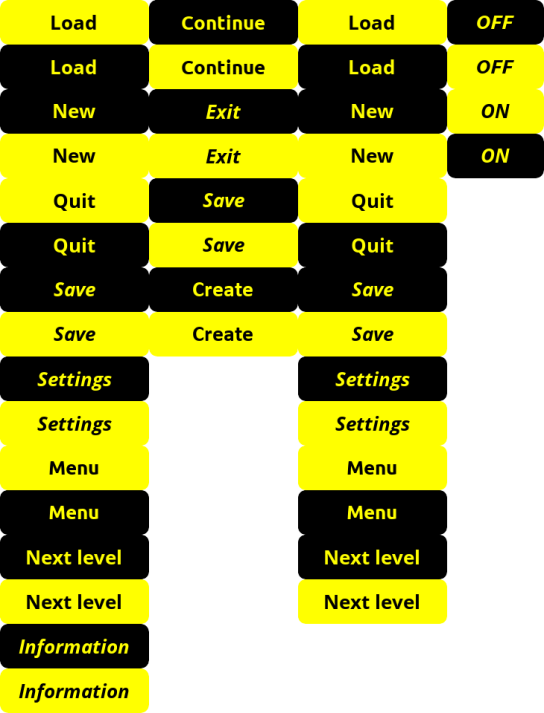 Load Continue Load OFF
Load Continue Load OFF
New Exit New ON
New Exit New ON
Quit Save Quit
Quit Save Quit
Save Create Save
Save Create Save
Settings Settings
Settings Settings
Menu Menu
Menu Menu
Next level Next level
Next level Next level
Information
Information